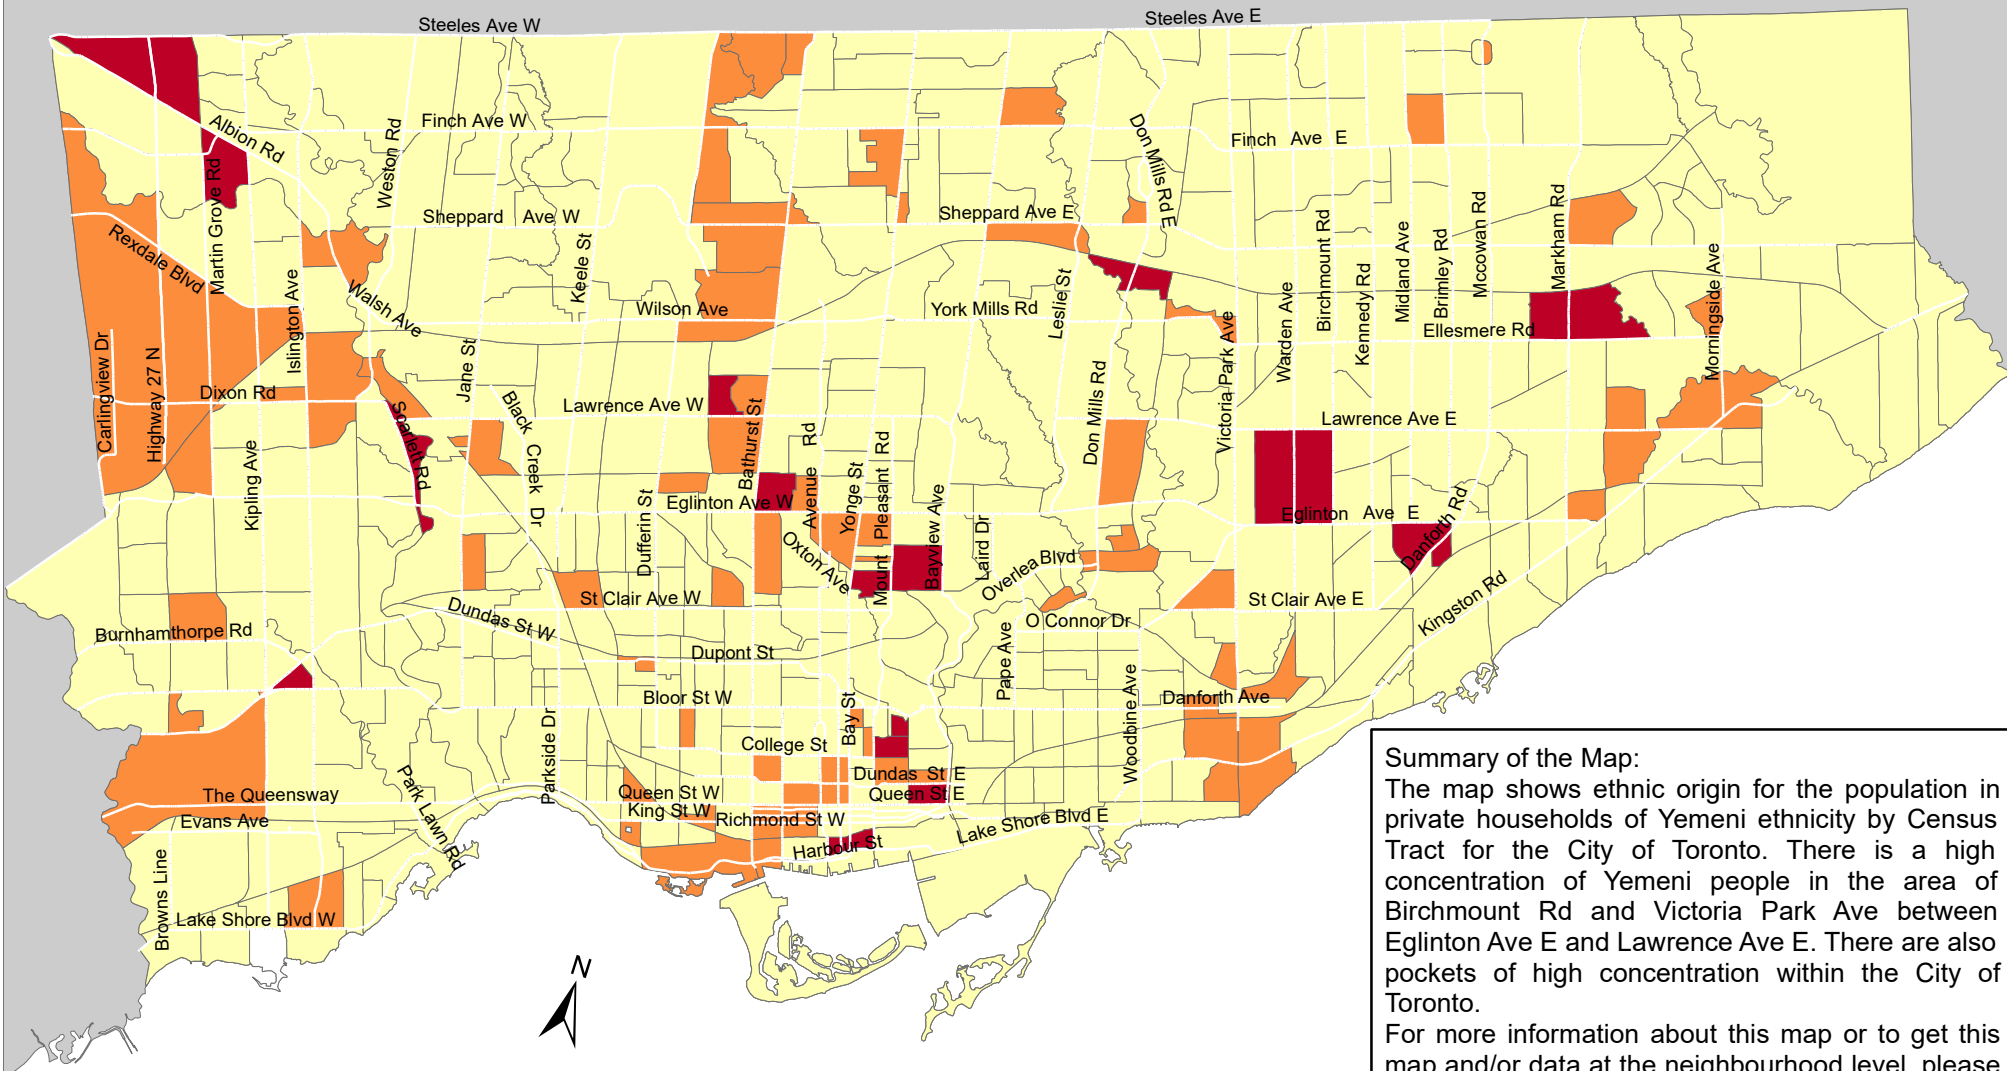 Steeles Ave W
Steeles Ave E
Albion Rd
Finch Ave W
Weston Rd
Don Mills Rd E
Finch Ave E
Martin Grove Rd
Sheppard Ave W
Sheppard Ave E
Rexdale Blvd
Keele St
Islington Ave
Walsh Ave
Wilson Ave
York Mills Rd
Leslie St
Victoria Park Ave
Warden Ave
Birchmount Rd
Kennedy Rd
Midland Ave
Brimley Rd
Mccowan Rd
Markham Rd
Ellesmere Rd
Morningside Ave
Carlingview Dr
Highway 27 N
Dixon Rd
Kipling Ave
Scarlett Rd
Jane St
Black Creek Dr
Lawrence Ave W
Bathurst St
Dufferin St
Eglinton Ave W
Avenue Rd
Oxton Ave
Yonge St
Mount Pleasant Rd
Bayview Ave
Laird Dr
Overlea Blvd
Don Mills Rd
Lawrence Ave E
Eglinton Ave E
Danforth Rd
St Clair Ave W
St Clair Ave E
Kingston Rd
Burnhamthorpe Rd
Dundas St W
O Connor Dr
Dupont St
Pape Ave
Bloor St W
Bay St
Woodbine Ave
Danforth Ave
Parkside Dr
College St
Park Lawn Rd
Dundas St E
The Queensway
Queen St W
Queen St E
King St W
Richmond St W
Evans Ave
Lake Shore Blvd E
Harbour St
Browns Line
Lake Shore Blvd W
N
Summary of the Map:
The map shows ethnic origin for the population in
private households of Yemeni ethnicity by Census
Tract for the City of Toronto. There is a high
concentration of Yemeni people in the area of
Birchmount Rd and Victoria Park Ave between
Eglinton Ave E and Lawrence Ave E. There are also
pockets of high concentration within the City of
Toronto.
For more information about this map or to get this
map and/or data at the neighbourhood level, please